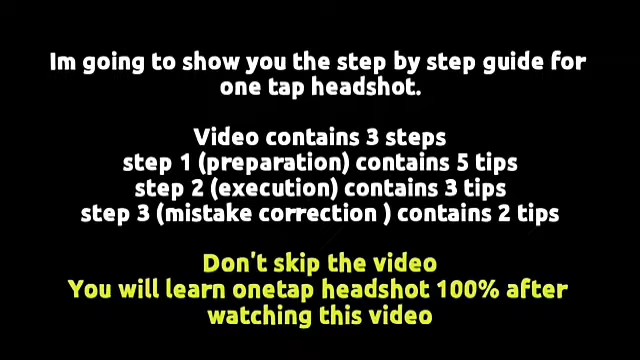 Im going to show you the step by step guide for
one tap headshot.
Video contains 3 steps
step 1 (preparation) contains 5 tips
step 2 (execution) contains 3 tips
step 3 (mistake correction ) contains 2 tips
Don't skip the video
You will learn onetap headshot 100% after
watching this video